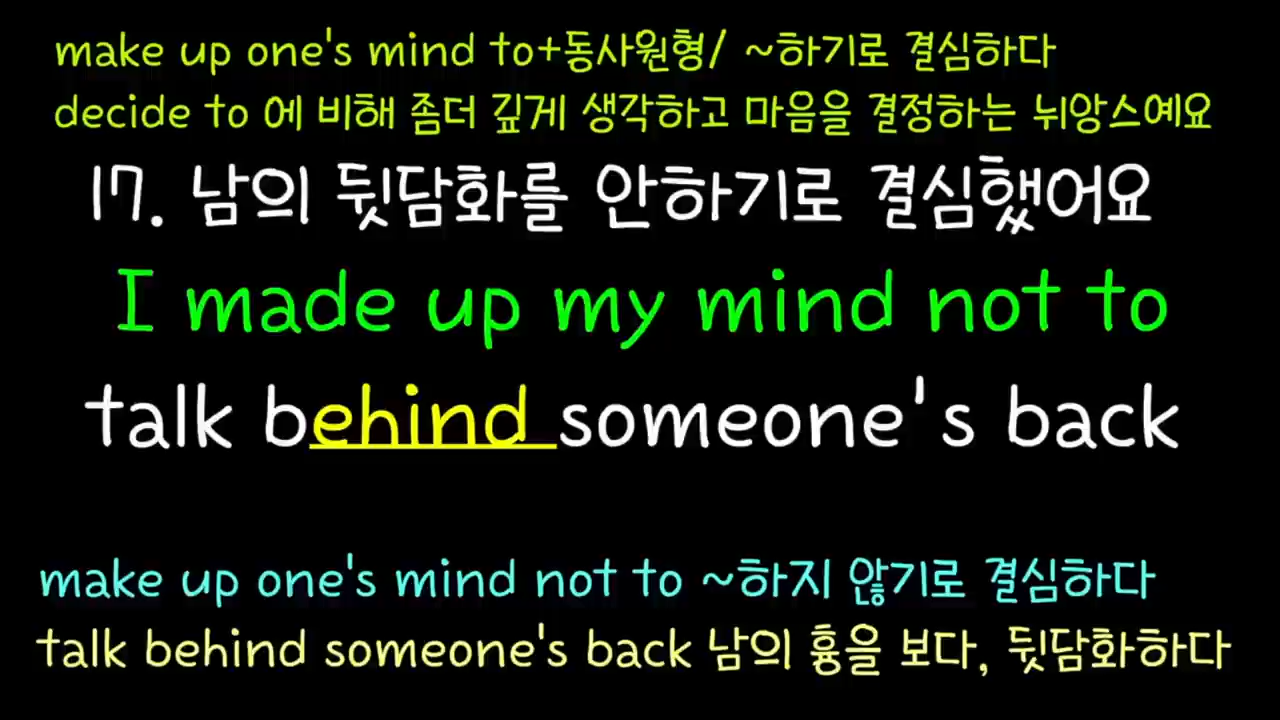 make up one's mind to+동사원형/ ~하기로 결심하다
decide to 에 비해 좀더 깊게 생각하고 마음을 결정하는 뉘앙스예요
17. 남의 뒷담화를 안하기로 결심했어요
I made up my mind not to
talk behind someone's back
make up one's mind not to ~하지 않기로 결심하다
talk behind someone's back 남의 흉을 보다, 뒷담화하다